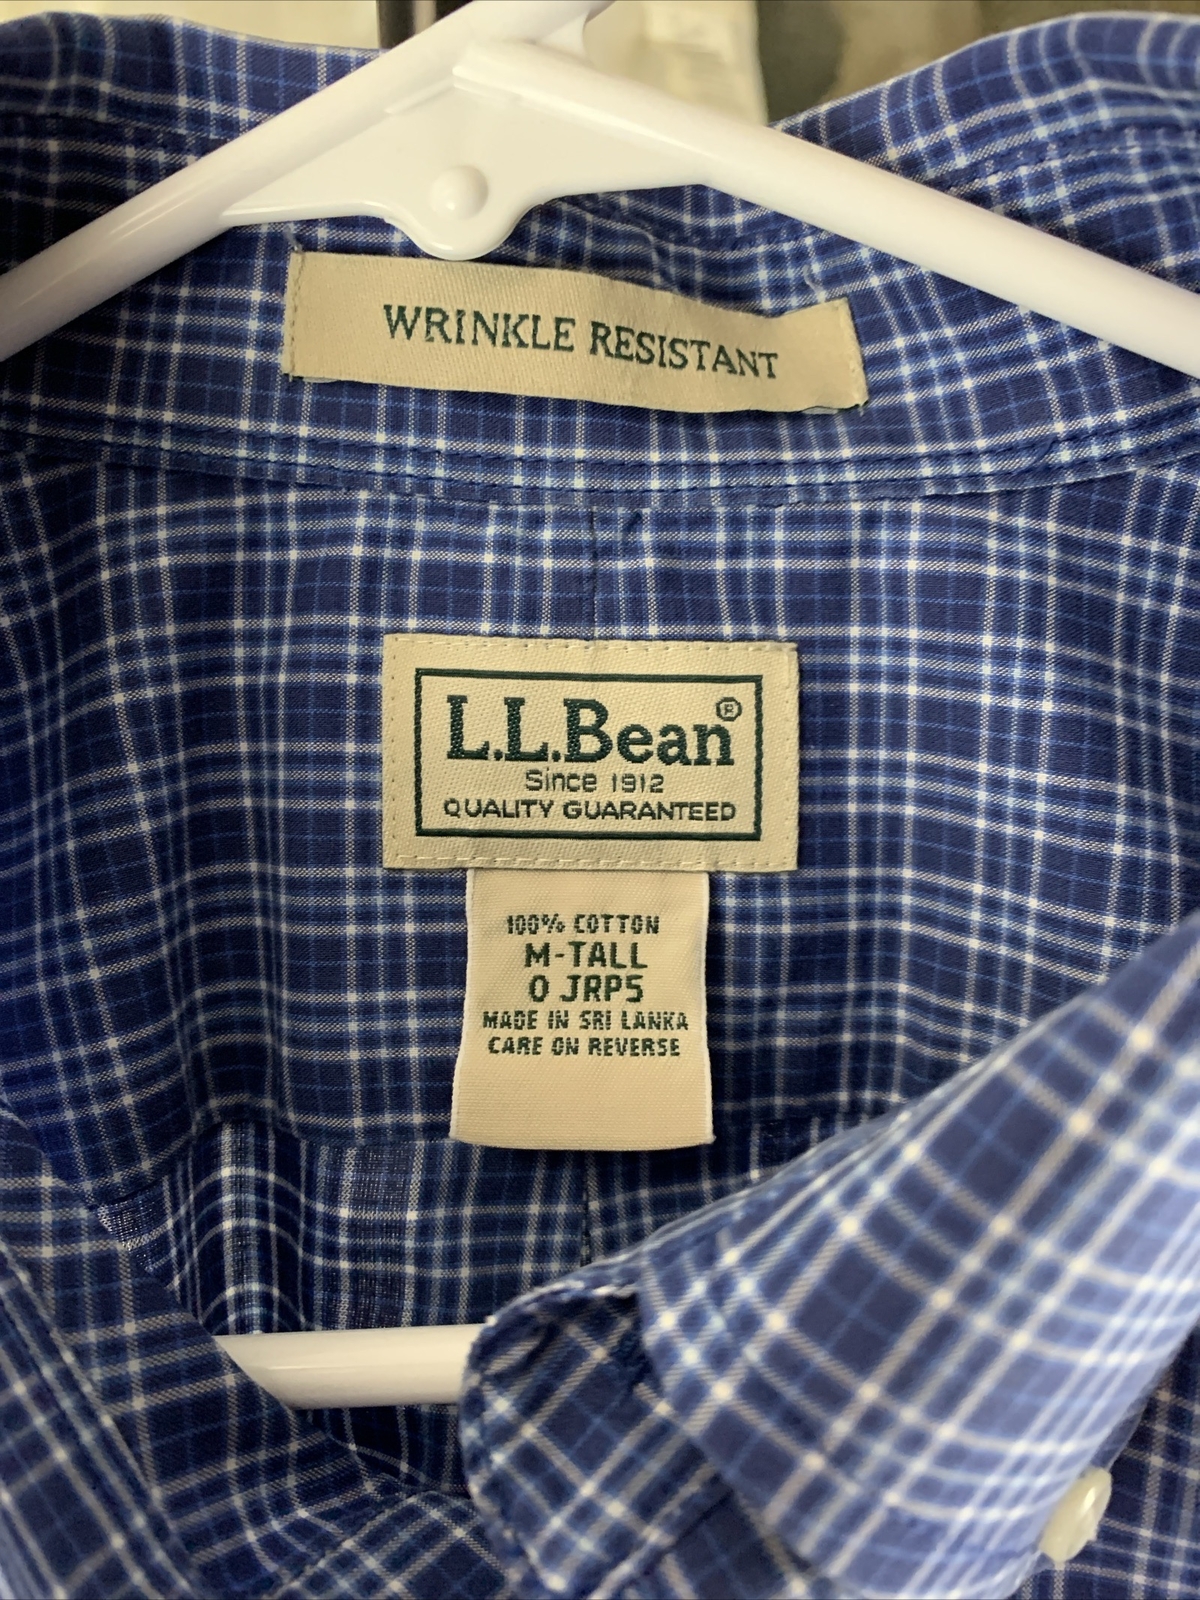 WRINKLE RESISTANT
L.L.Bean®
Since 1912
QUALITY GUARANTEED
100% COTTON
M-TALL
0 JRP5
MADE IN SRI LANKA
CARE ON REVERSE